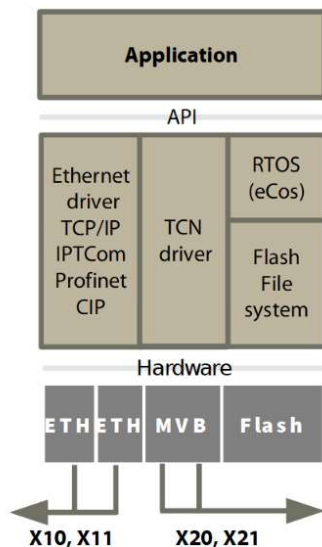 Application
API
Ethernet
driver
TCP/IP
IPTCom
Profinet
CIP
TCN
driver
RTOS
(eCos)
Flash
File
system
Hardware
ETH
ETH
MVB
Flash
X10, X11
X20, X21